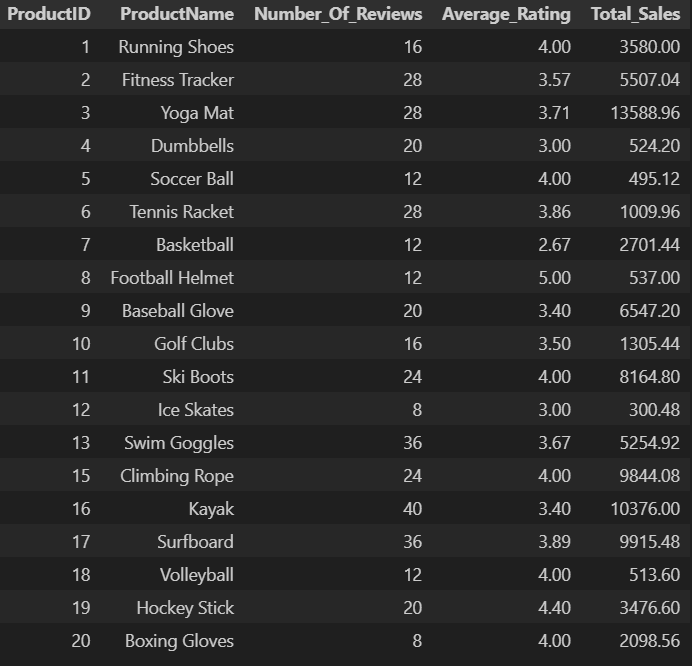 ProductID ProductName Number_Of_Reviews Average_Rating Total_Sales
1 Running Shoes 16 4.00 3580.00
2 Fitness Tracker 28 3.57 5507.04
3 Yoga Mat 28 3.71 13588.96
4 Dumbbells 20 3.00 524.20
5 Soccer Ball 12 4.00 495.12
6 Tennis Racket 28 3.86 1009.96
7 Basketball 12 2.67 2701.44
8 Football Helmet 12 5.00 537.00
9 Baseball Glove 20 3.40 6547.20
10 Golf Clubs 16 3.50 1305.44
11 Ski Boots 24 4.00 8164.80
12 Ice Skates 8 3.00 300.48
13 Swim Goggles 36 3.67 5254.92
15 Climbing Rope 24 4.00 9844.08
16 Kayak 40 3.40 10376.00
17 Surfboard 36 3.89 9915.48
18 Volleyball 12 4.00 513.60
19 Hockey Stick 20 4.40 3476.60
20 Boxing Gloves 8 4.00 2098.56